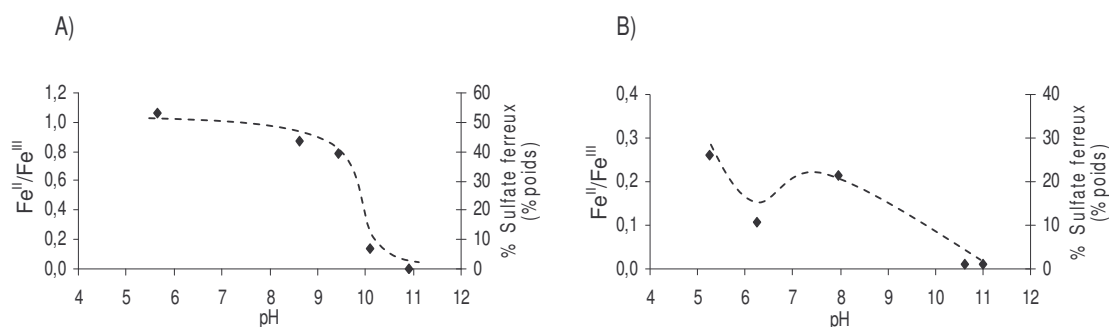 A)
1,2
1,0
0,8
0,6
0,4
0,2
0,0
Fe^II/Fe^III
60
50
40
30
20
10
0
% Sulfate ferreux
(%poids)
4 5 6 7 8 9 10 11 12
pH
B)
0,4
0,3
0,2
0,1
0,0
Fe^II/Fe^III
40
30
20
10
0
% Sulfate ferreux
(%poids)
4 5 6 7 8 9 10 11 12
pH